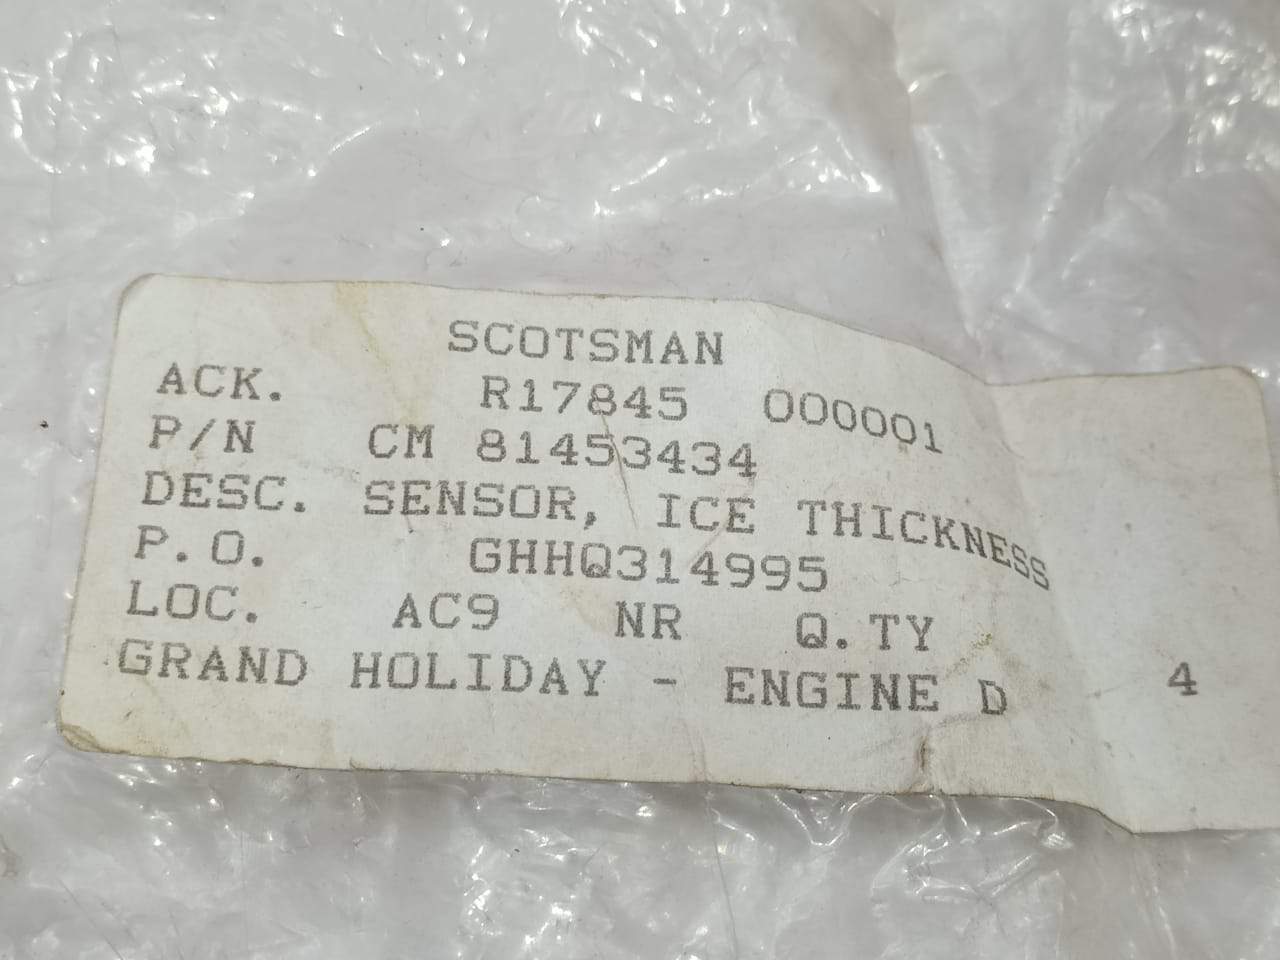 SCOTSMAN
ACK. R17845 000001
P/N CM 81453434
DESC. SENSOR, ICE THICKNESS
P.O. GHHQ314995
LOC. AC9 NR Q.TY 4
GRAND HOLIDAY - ENGINE D